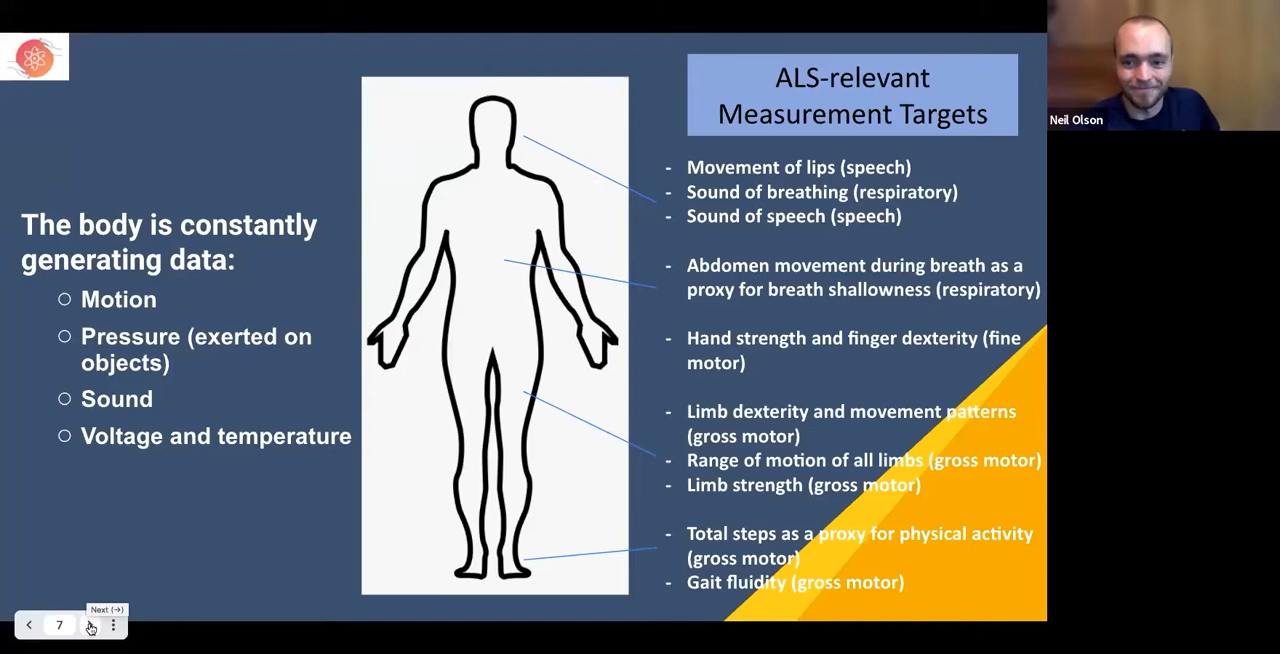 ALS-relevant
Measurement Targets
Neil Olson
The body is constantly
generating data:
○ Motion
○ Pressure (exerted on
objects)
○ Sound
○ Voltage and temperature
- Movement of lips (speech)
- Sound of breathing (respiratory)
- Sound of speech (speech)
- Abdomen movement during breath as a
proxy for breath shallowness (respiratory)
- Hand strength and finger dexterity (fine
motor)
- Limb dexterity and movement patterns
(gross motor)
- Range of motion of all limbs (gross motor)
- Limb strength (gross motor)
- Total steps as a proxy for physical activity
(gross motor)
- Gait fluidity (gross motor)
Next (→)
7